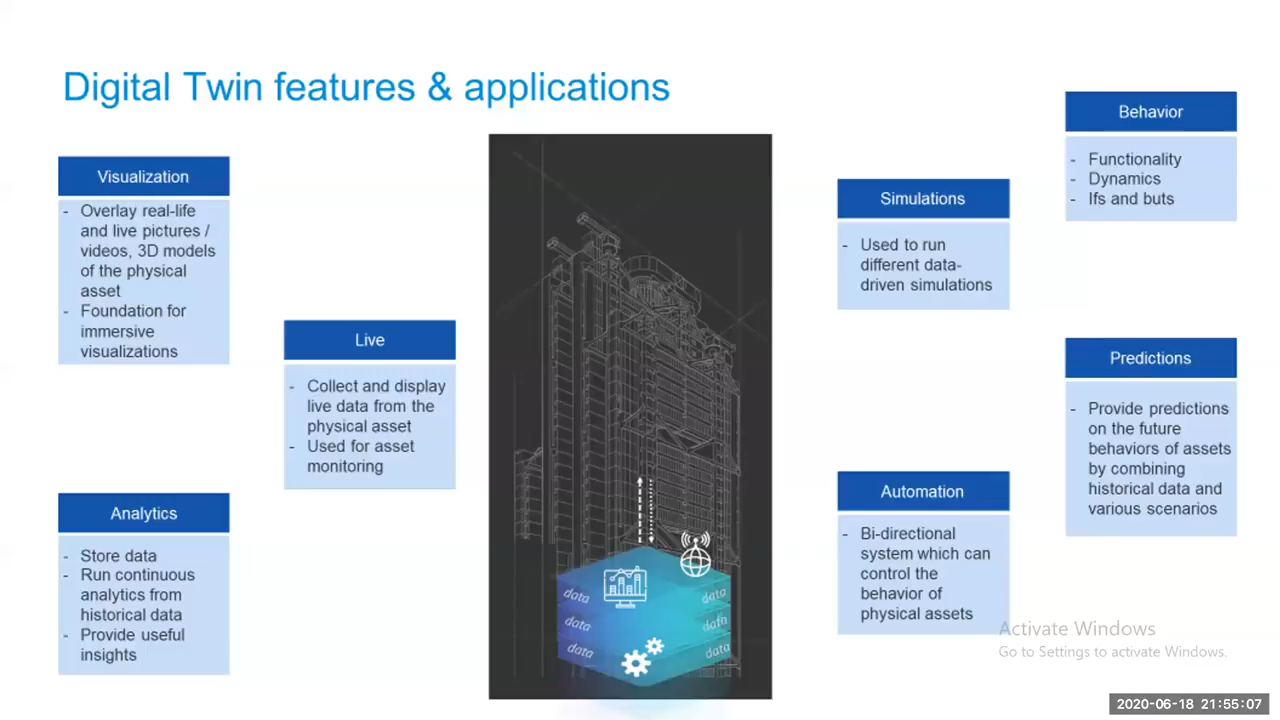 Digital Twin features & applications
Visualization
- Overlay real-life
and live pictures /
videos, 3D models
of the physical
asset
- Foundation for
immersive
visualizations
Live
- Collect and display
live data from the
physical asset
- Used for asset
monitoring
Analytics
- Store data
- Run continuous
analytics from
historical data
- Provide useful
insights
data
data
data
data
data
data
Simulations
- Used to run
different data-
driven simulations
Behavior
- Functionality
- Dynamics
- Ifs and buts
Predictions
- Provide predictions
on the future
behaviors of assets
by combining
historical data and
various scenarios
Automation
- Bi-directional
system which can
control the
behavior of
physical assets
Activate Windows
Go to Settings to activate Windows.
2020-06-18 21:55:07